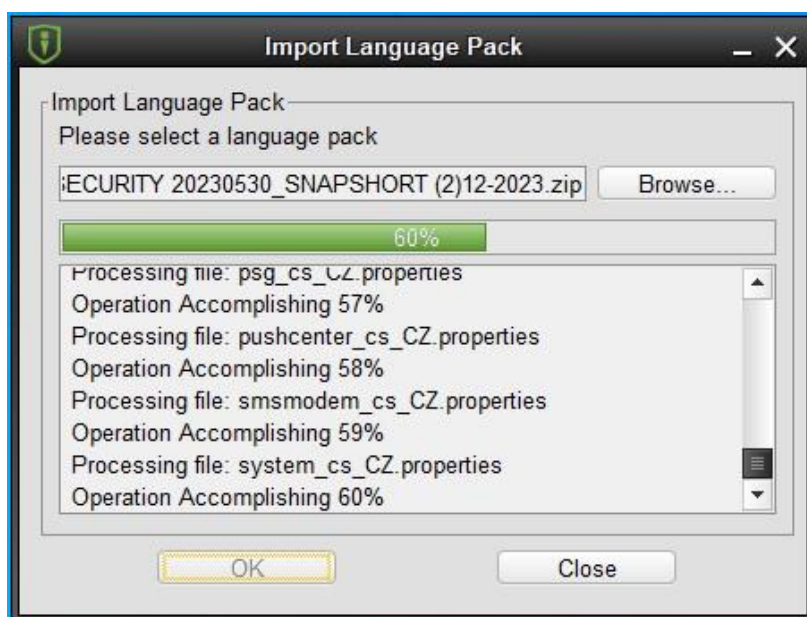 Import Language Pack
Import Language Pack
Please select a language pack
SECURITY 20230530_SNAPSHORT (2)12-2023.zip
Browse...
60%
Processing file: psg_cs_CZ.properties
Operation Accomplishing 57%
Processing file: pushcenter_cs_CZ.properties
Operation Accomplishing 58%
Processing file: smsmodem_cs_CZ.properties
Operation Accomplishing 59%
Processing file: system_cs_CZ.properties
Operation Accomplishing 60%
OK
Close